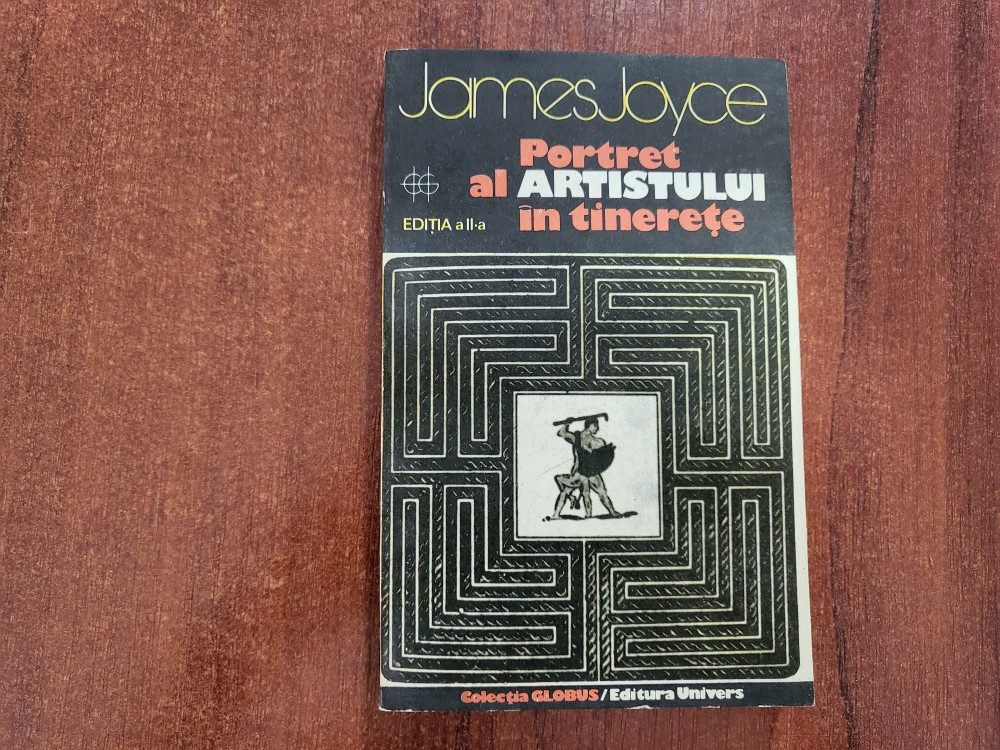 James Joyce
Portret
al ARTISTULUI
în tinerețe
EDIȚIA a II-a
Colecția GLOBUS/Editura Univers